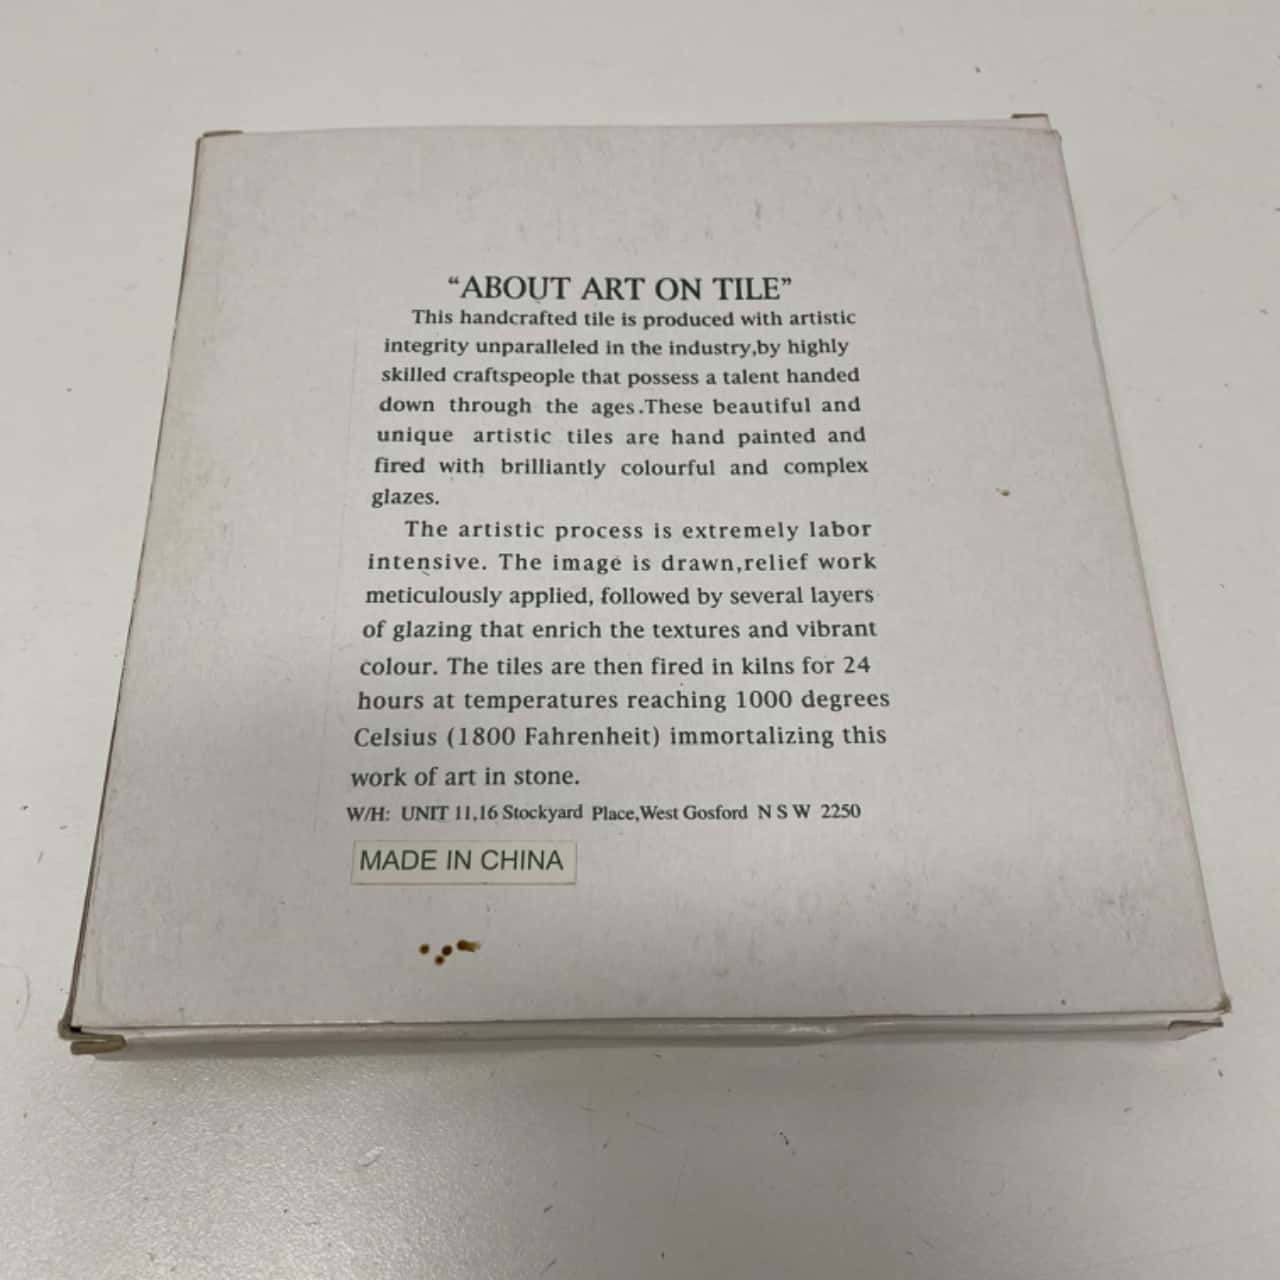 “ABOUT ART ON TILE”
This handcrafted tile is produced with artistic
integrity unparalleled in the industry,by highly
skilled craftspeople that possess a talent handed
down through the ages.These beautiful and
unique artistic tiles are hand painted and
fired with brilliantly colourful and complex
glazes.
The artistic process is extremely labor
intensive. The image is drawn,relief work
meticulously applied, followed by several layers
of glazing that enrich the textures and vibrant
colour. The tiles are then fired in kilns for 24
hours at temperatures reaching 1000 degrees
Celsius (1800 Fahrenheit) immortalizing this
work of art in stone.
W/H: UNIT 11,16 Stockyard Place,West Gosford N S W 2250
MADE IN CHINA